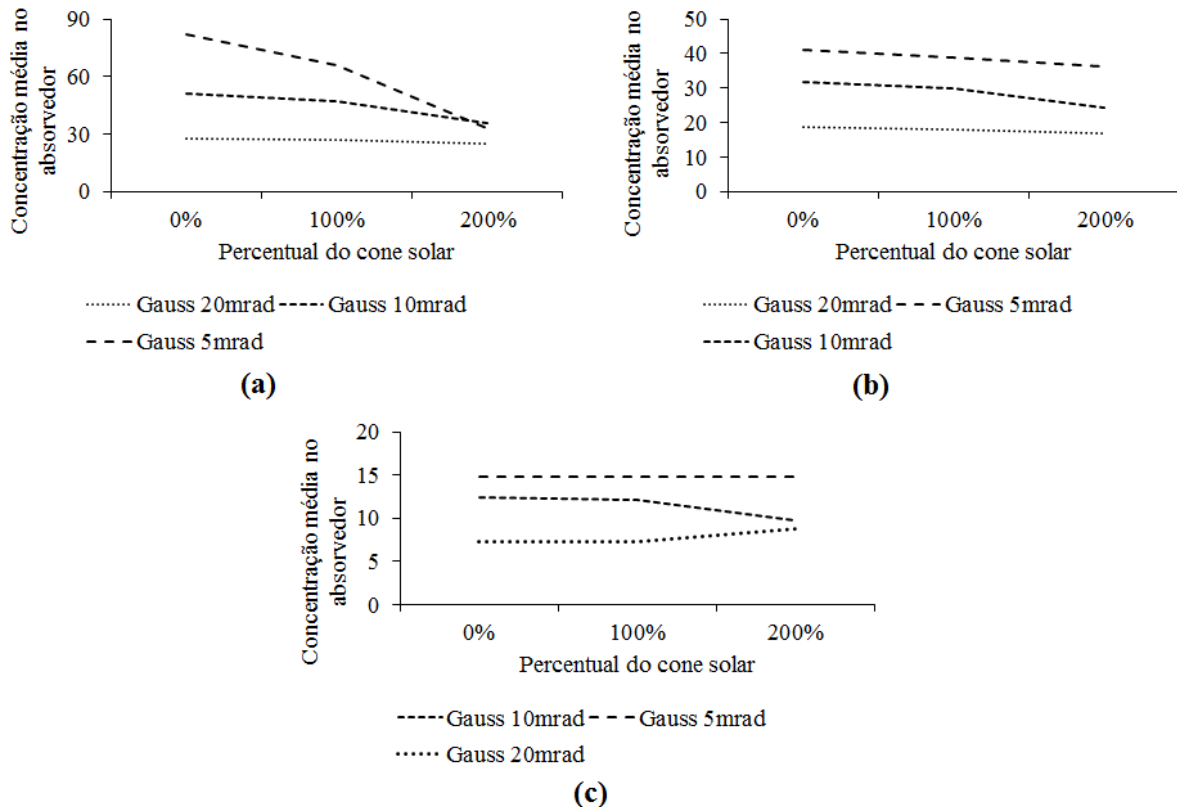 Concentração média no
absorvedor
90
60
30
0
0%
100%
200%
Percentual do cone solar
Gauss 20mrad
Gauss 10mrad
Gauss 5mrad
(a)
Concentração média no
absorvedor
50
40
30
20
10
0
0%
100%
200%
Percentual do cone solar
Gauss 20mrad
Gauss 5mrad
Gauss 10mrad
(b)
Concentração média no
absorvedor
20
15
10
5
0
0%
100%
200%
Percentual do cone solar
Gauss 10mrad
Gauss 5mrad
Gauss 20mrad
(c)